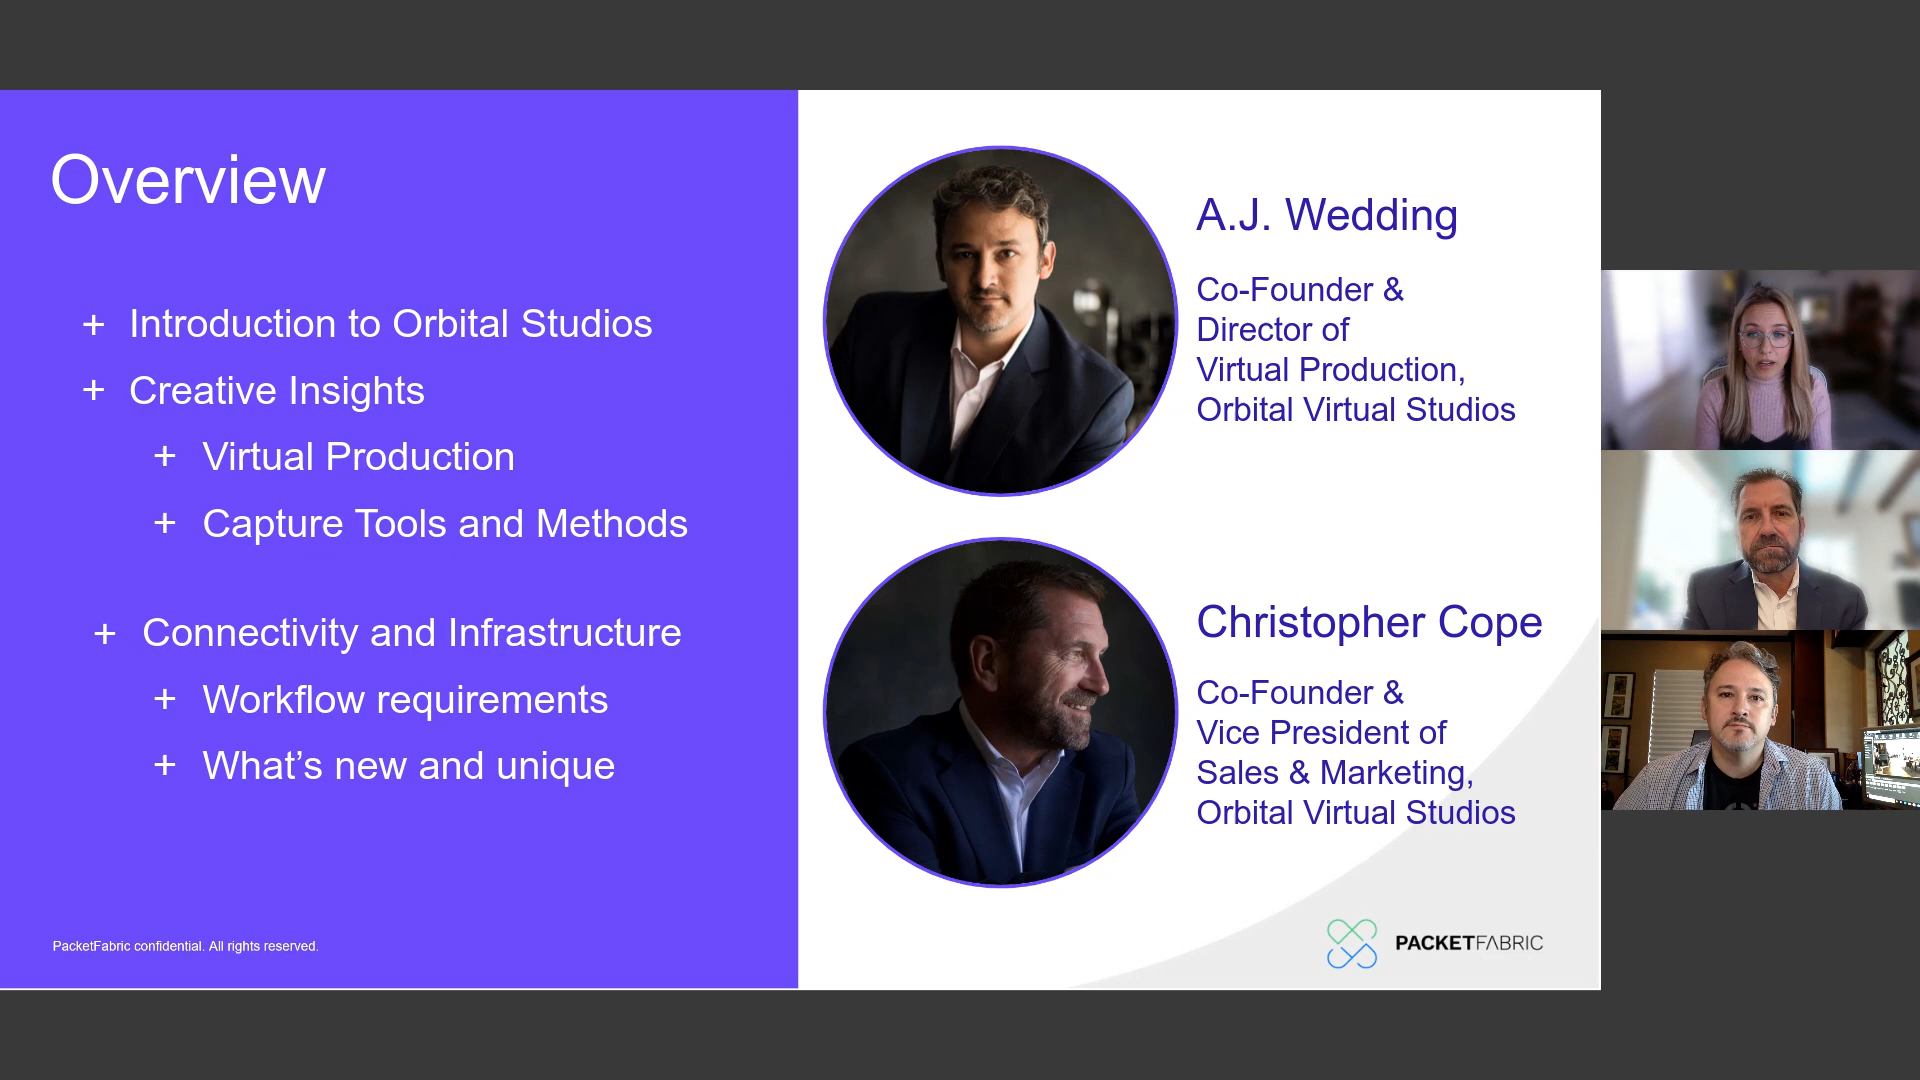 Overview
+ Introduction to Orbital Studios
+ Creative Insights
+ Virtual Production
+ Capture Tools and Methods
+ Connectivity and Infrastructure
+ Workflow requirements
+ What’s new and unique
PacketFabric confidential. All rights reserved.
A.J. Wedding
Co-Founder &
Director of
Virtual Production,
Orbital Virtual Studios
Christopher Cope
Co-Founder &
Vice President of
Sales & Marketing,
Orbital Virtual Studios
PACKETFABRIC